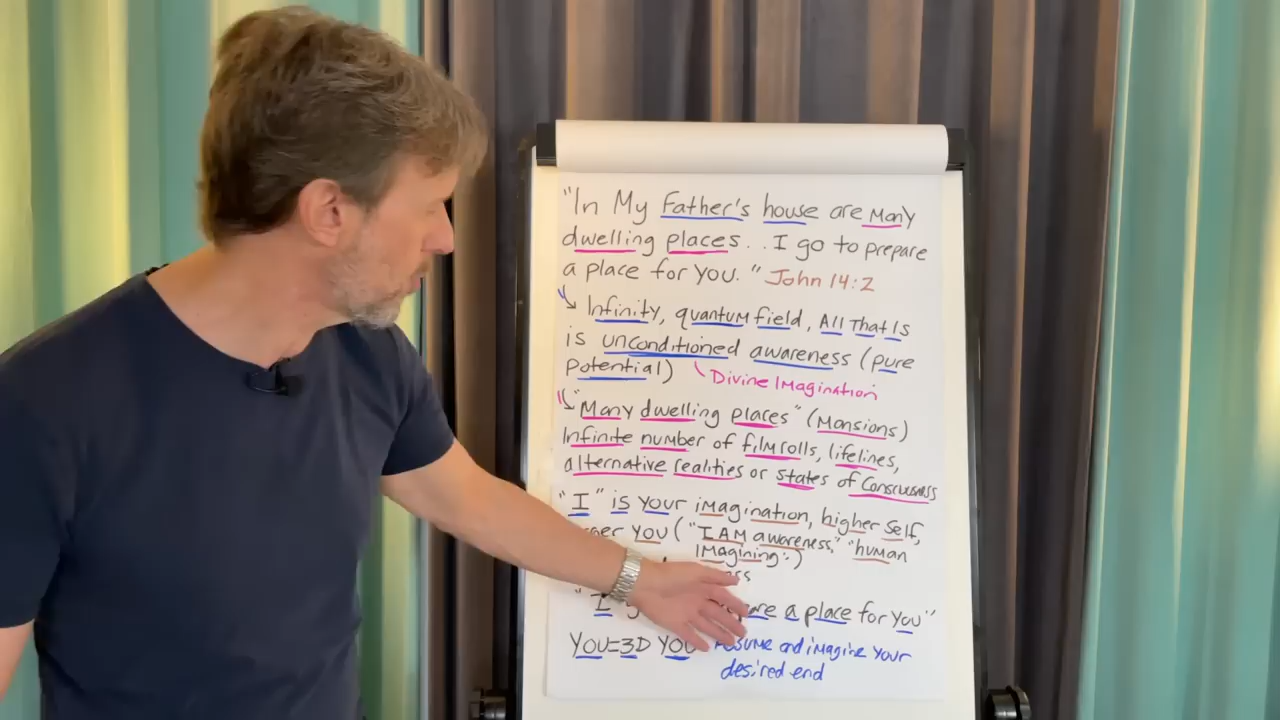 "In My Father's house are many
dwelling places. . I go to prepare
a place for you." John 14:2
Infinity, quantum field, All That Is
is unconditioned awareness (pure
Potential) Divine Imagination
"Many dwelling places" (Mansions)
Infinite number of film rolls, lifelines,
alternative realities or states of Consciousness
"I" is your imagination, higher Self,
you ("I AM awareness," "human
IMagining.")
"I a place for you"
YOU=3D YOU and imagine your
desired end